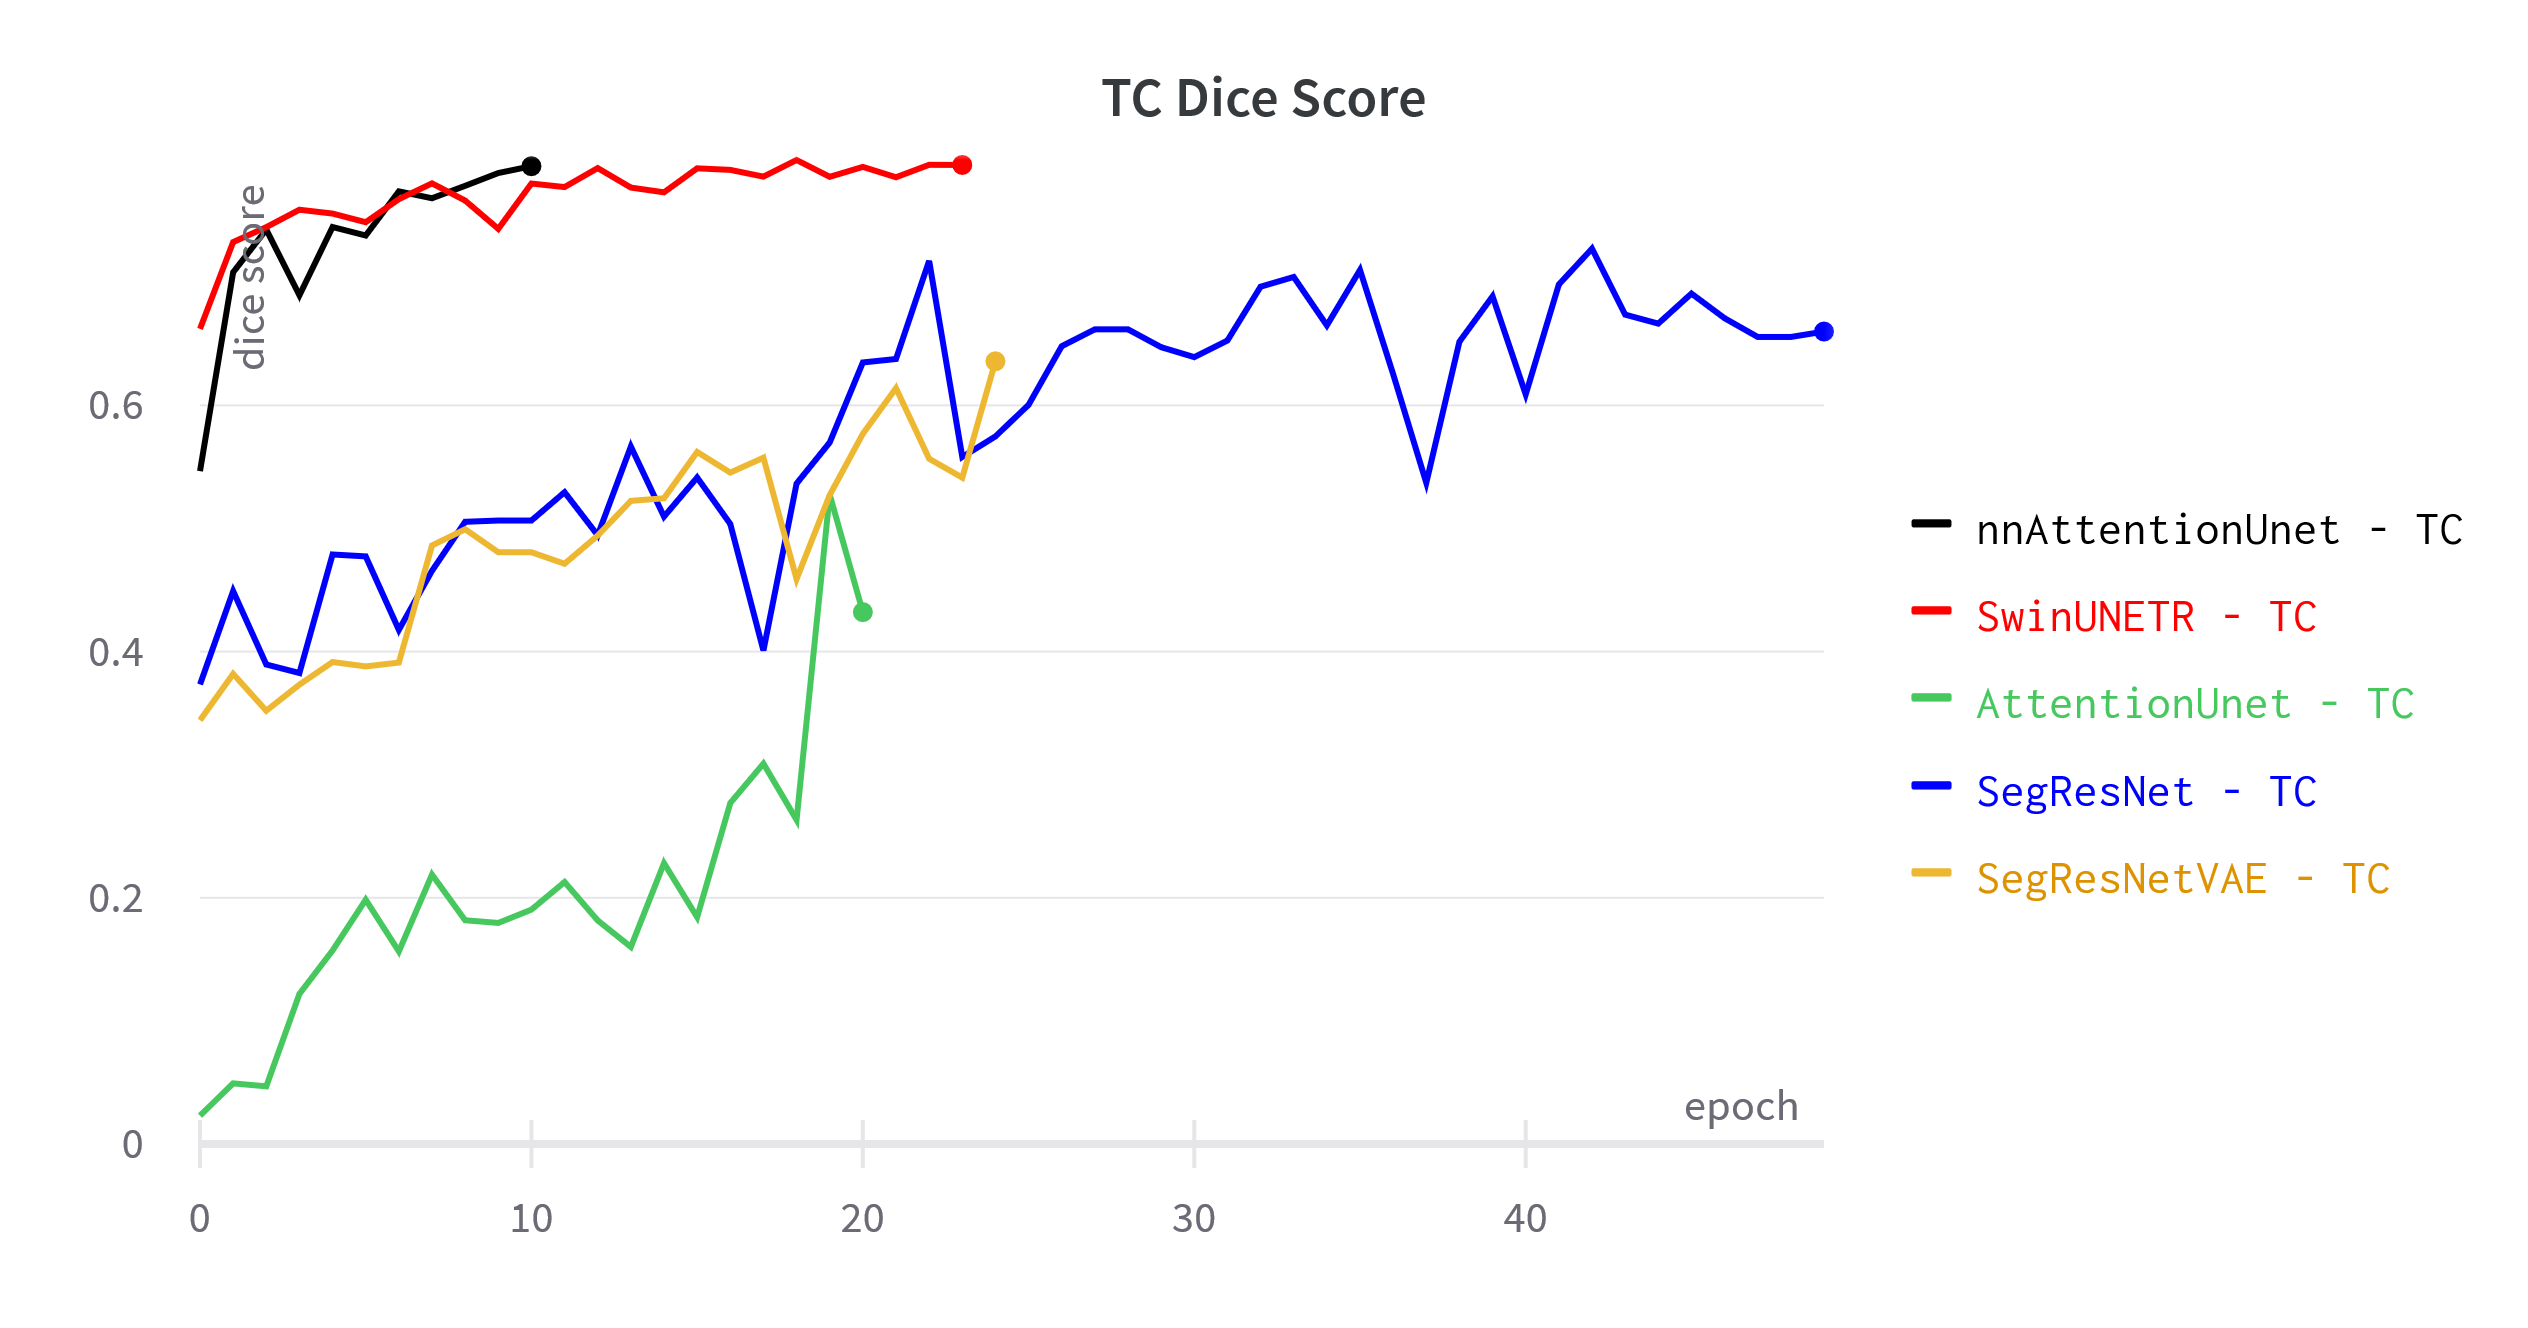 TC Dice Score
dice score
0.6
0.4
0.2
0
epoch
0 10 20 30 40
nnAttentionUnet - TC
SwinUNETR - TC
AttentionUnet - TC
SegResNet - TC
SegResNetVAE - TC